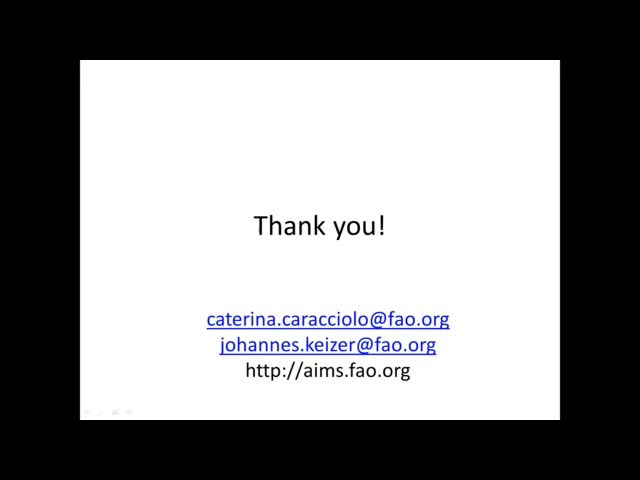 Thank you!
caterina.caracciolo@fao.org
johannes.keizer@fao.org
http://aims.fao.org